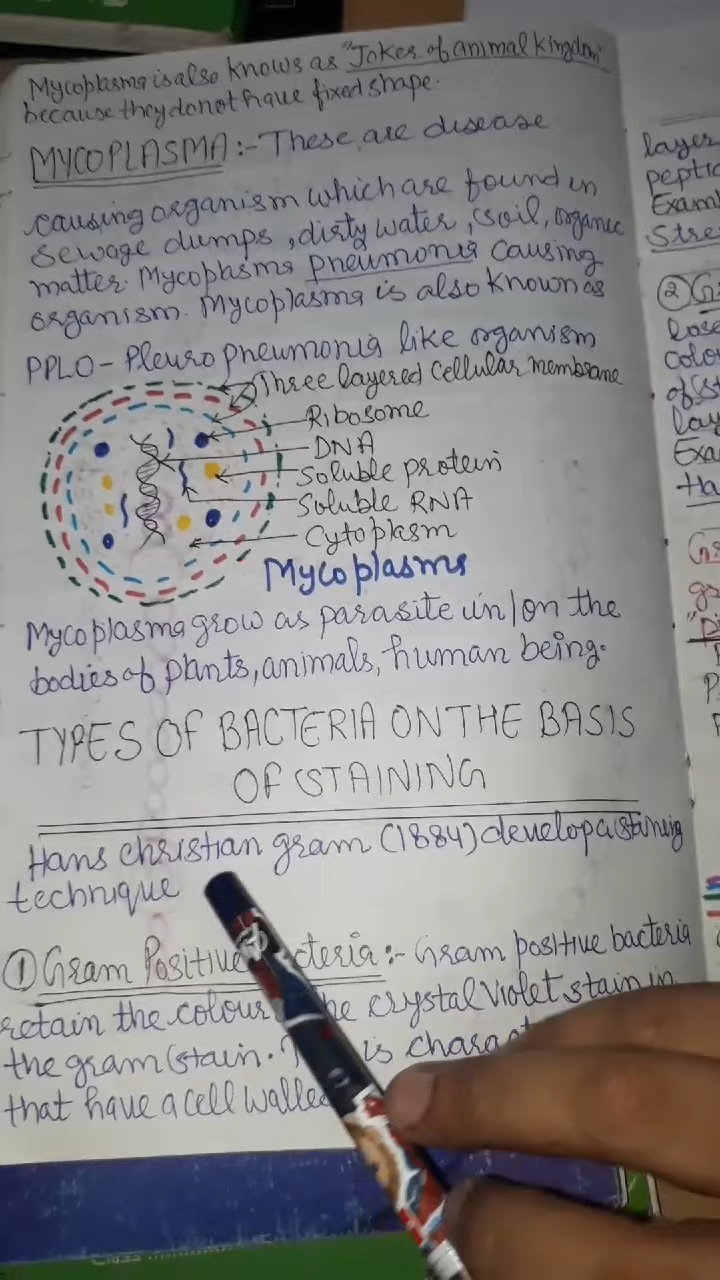 Mycoplasma is also knows as "Joker of animal kingdom"
because they do not have fixed shape.
MYCOPLASMA :- These are disease
causing organism which are found in
sewage dumps, dirty water, soil, organic
matter. Mycoplasma pneumonia causing
organism. Mycoplasma is also known as
PPLO - Pleuro pneumonia like organism
Three layered cellular membrane
Ribosome
DNA
Soluble protein
Soluble RNA
Cytoplasm
Mycoplasma
Mycoplasma grow as parasite in/on the
bodies of plants, animals, human being.
TYPES OF BACTERIA ON THE BASIS
OF STAINING
Hans christian gram (1884) develop a staining
technique
① Gram Positive :- Gram positive bacteria
retain the colour crystal violet stain in
the gram stain. is
that have a cell
layer
②